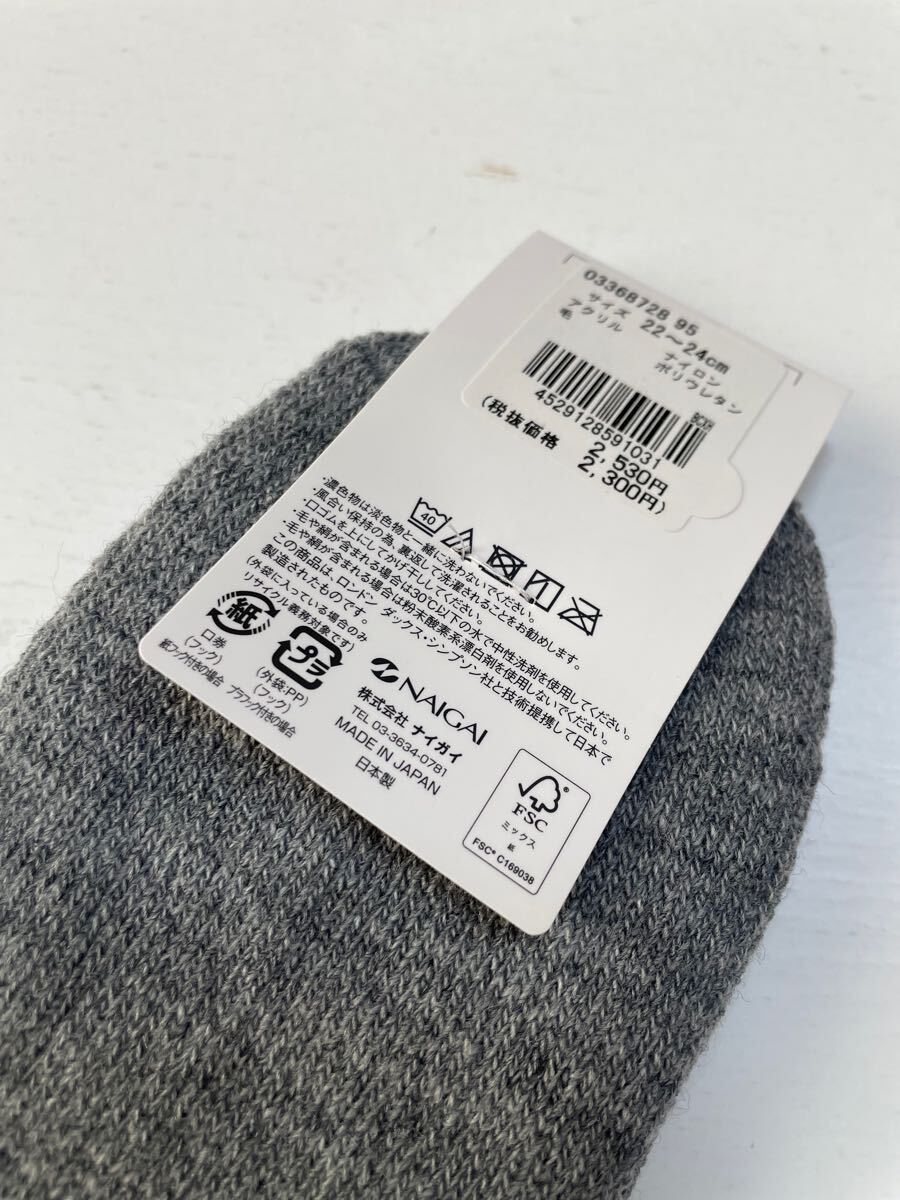 03368728 95
サイズ 22〜24cm
アクリル ナイロン
毛 ポリウレタン
4529128591031
2,530円
(税抜価格 2,300円)
40
・濃色物は淡色物と一緒に洗わないでください。
・風合い保持の為、裏返して洗濯されることをお勧めします。
・口ゴムを上にしてかげ干ししてください。
・毛や絹が含まれる場合は30℃以下の水で中性洗剤を使用してください。
・毛や絹が含まれる場合は粉末酸素系漂白剤を使用しないでください。
この商品は、ロンドン ダックス・シンプソン社と技術提携して日本で
製造されたものです。
(外袋に入っている場合のみ
リサイクル義務対象です)
紙
口券
(フック)
紙フック付きの場合
プラ
(外袋:PP)
(フック)
プラフック付きの場合
NAIGAI
株式会社 ナイガイ
TEL 03-3634-0781
MADE IN JAPAN
日本製
FSC
ミックス
紙
FSC® C169038